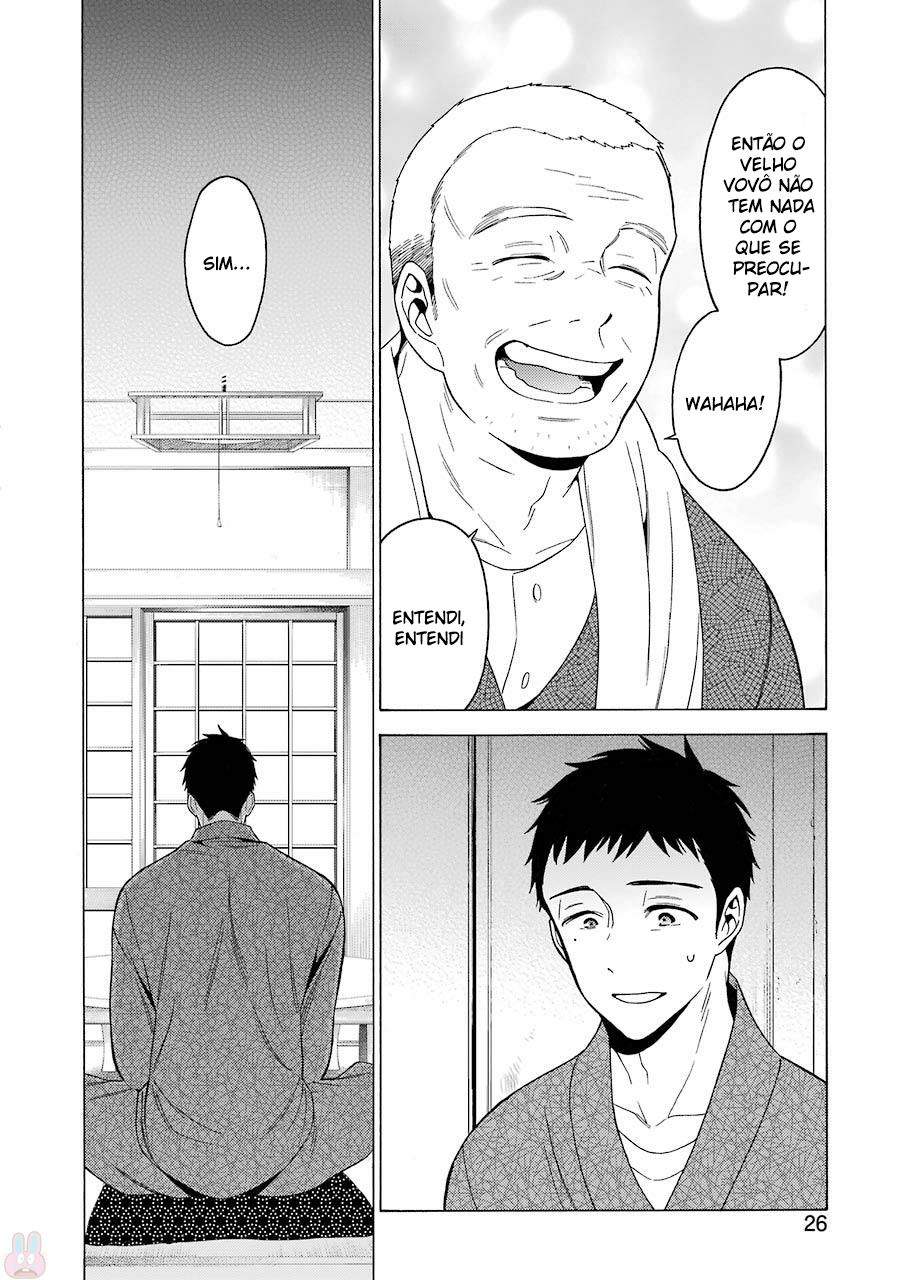 ENTÃO O
VELHO
VOVÔ NÃO
TEM NADA
COM O
QUE SE
PREOCU-
PAR!
WAHAHA!
ENTENDI,
ENTENDI
SIM...
26